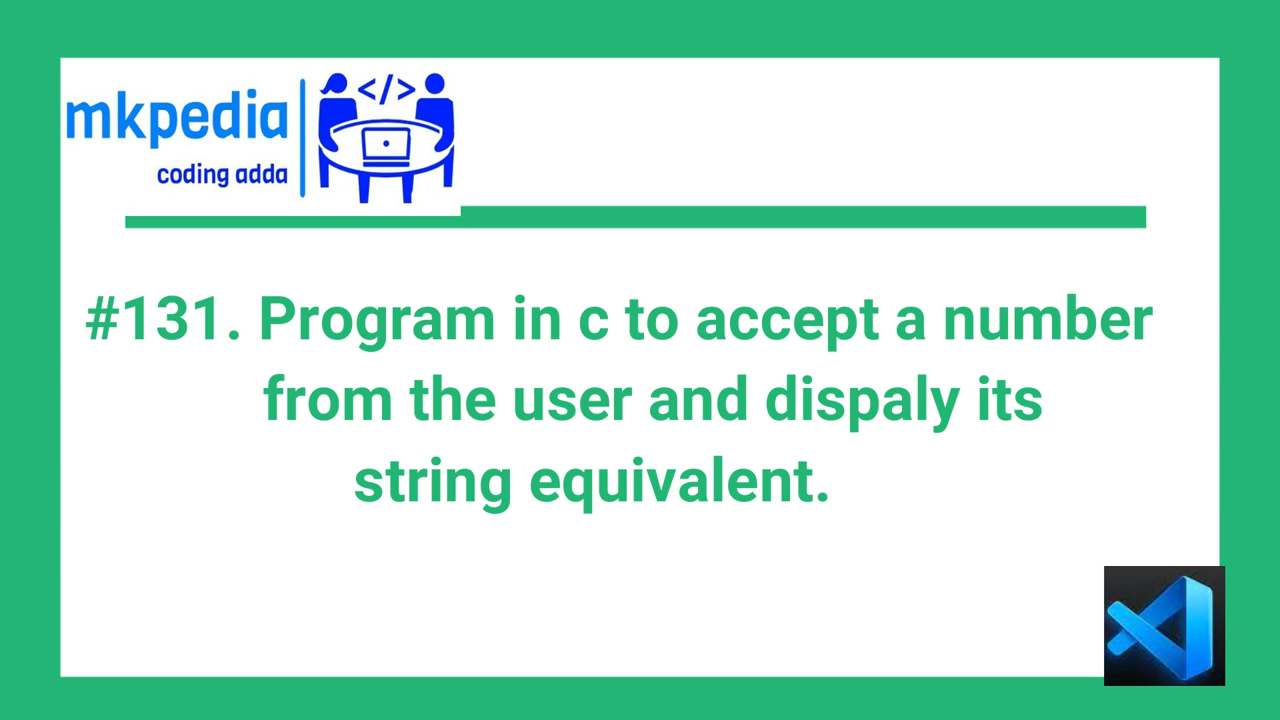 mkpedia
</>
coding adda
#131. Program in c to accept a number
from the user and dispaly its
string equivalent.